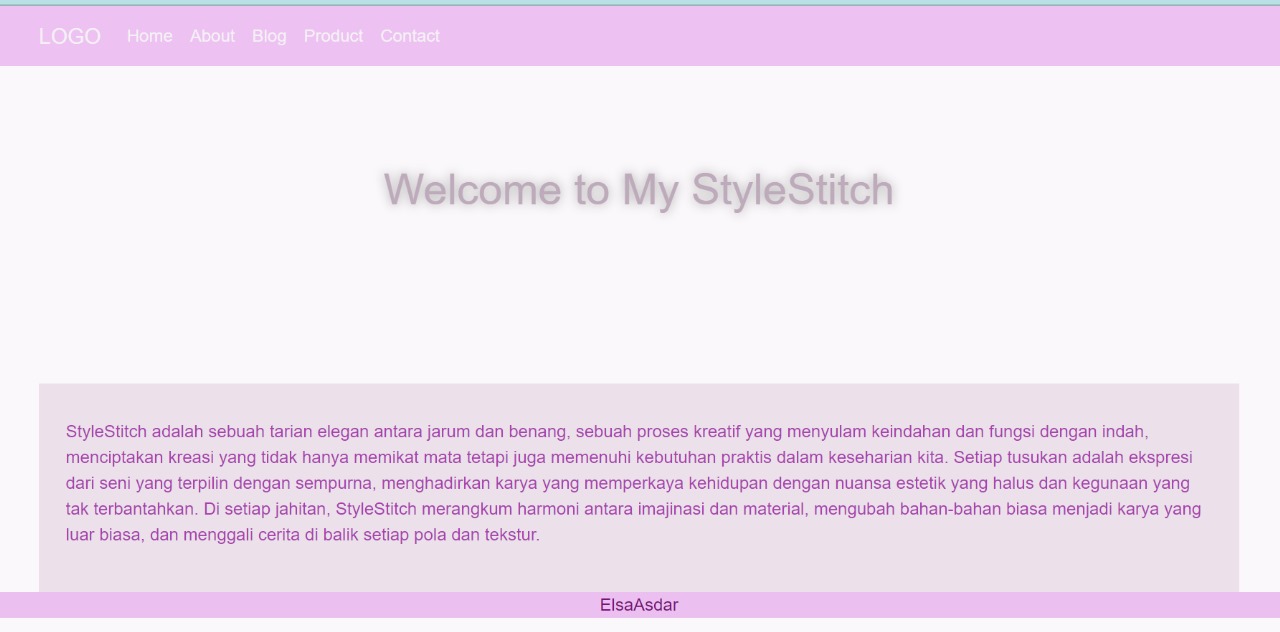 LOGO Home About Blog Product Contact
Welcome to My StyleStitch
StyleStitch adalah sebuah tarian elegan antara jarum dan benang, sebuah proses kreatif yang menyulam keindahan dan fungsi dengan indah,
menciptakan kreasi yang tidak hanya memikat mata tetapi juga memenuhi kebutuhan praktis dalam keseharian kita. Setiap tusukan adalah ekspresi
dari seni yang terpilin dengan sempurna, menghadirkan karya yang memperkaya kehidupan dengan nuansa estetik yang halus dan kegunaan yang
tak terbantahkan. Di setiap jahitan, StyleStitch merangkum harmoni antara imajinasi dan material, mengubah bahan-bahan biasa menjadi karya yang
luar biasa, dan menggali cerita di balik setiap pola dan tekstur.
ElsaAsdar